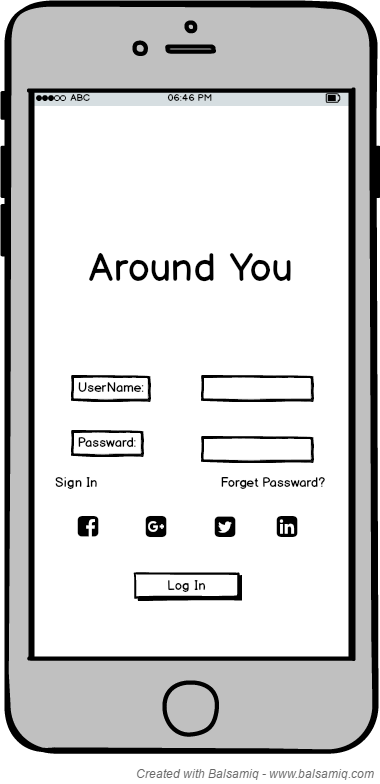 ABC 06:46 PM
Around You
UserName:
Password:
Sign In Forget Password?
Log In
Created with Balsamiq - www.balsamiq.com